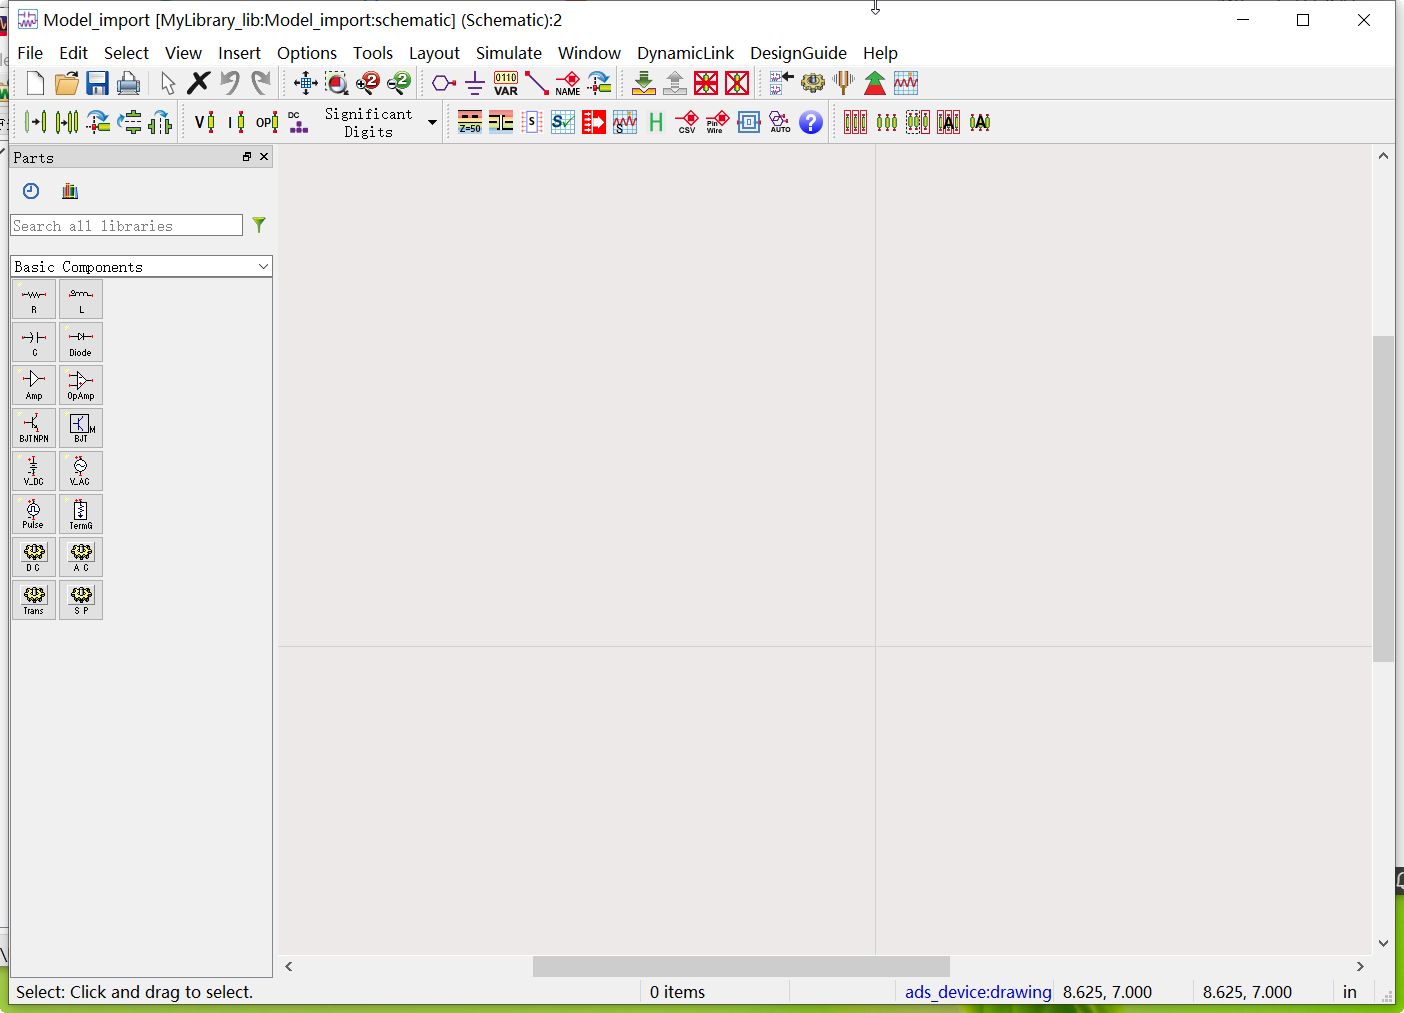 Model_import [MyLibrary_lib:Model_import:schematic] (Schematic):2
File Edit Select View Insert Options Tools Layout Simulate Window DynamicLink DesignGuide Help
2 2 0110 VAR NAME
V I OP DC Significant Digits Z=50 S S S H CSV Pin Wire AUTO ? A A
Parts
Search all libraries
Basic Components
R L
C Diode
Amp OpAmp
BJTNPN M BJT
V_DC V_AC
Pulse TermG
DC AC
Trans SP
Select: Click and drag to select. 0 items ads_device:drawing 8.625, 7.000 8.625, 7.000 in